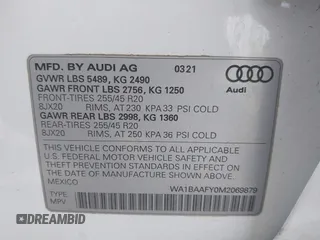 MFD. BY AUDI AG 03/21
GVWR LBS 5489, KG 2490
GAWR FRONT LBS 2756, KG 1250
FRONT-TIRES 255/45 R20
8JX20 RIMS, AT 230 KPA 33 PSI COLD
GAWR REAR LBS 2998, KG 1360
REAR-TIRES 255/45 R20
8JX20 RIMS, AT 250 KPA 36 PSI COLD
Audi
THIS VEHICLE CONFORMS TO ALL APPLICABLE
U.S. FEDERAL MOTOR VEHICLE SAFETY AND
THEFT PREVENTION STANDARDS IN EFFECT ON
THE DATE OF MANUFACTURE SHOWN ABOVE.
MEXICO
WA1BAAFY0M2069879
TYPE:
MPV
DREAMBID